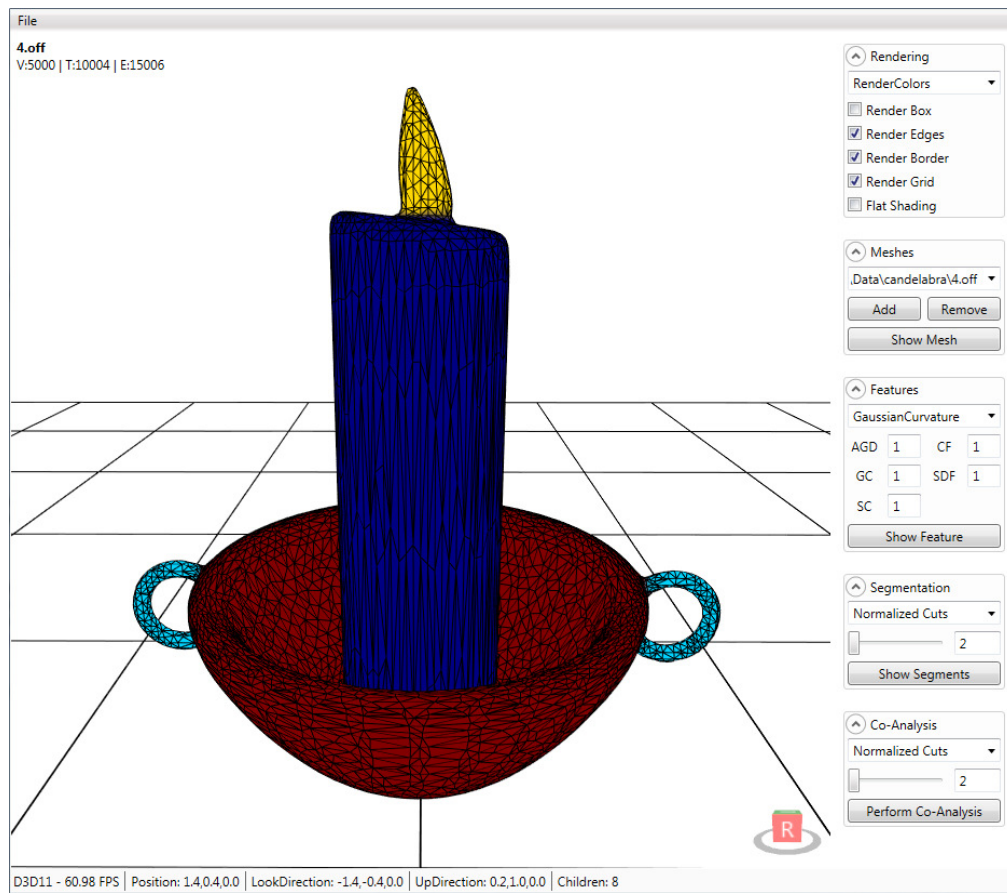 File
4.off
V:5000 | T:10004 | E:15006
Rendering
RenderColors
Render Box
Render Edges
Render Border
Render Grid
Flat Shading
Meshes
.Data\candelabra\4.off
Add Remove
Show Mesh
Features
GaussianCurvature
AGD 1 CF 1
GC 1 SDF 1
SC 1
Show Feature
Segmentation
Normalized Cuts
2
Show Segments
Co-Analysis
Normalized Cuts
2
Perform Co-Analysis
R
D3D11 - 60.98 FPS | Position: 1.4,0.4,0.0 | LookDirection: -1.4,-0.4,0.0 | UpDirection: 0.2,1.0,0.0 | Children: 8